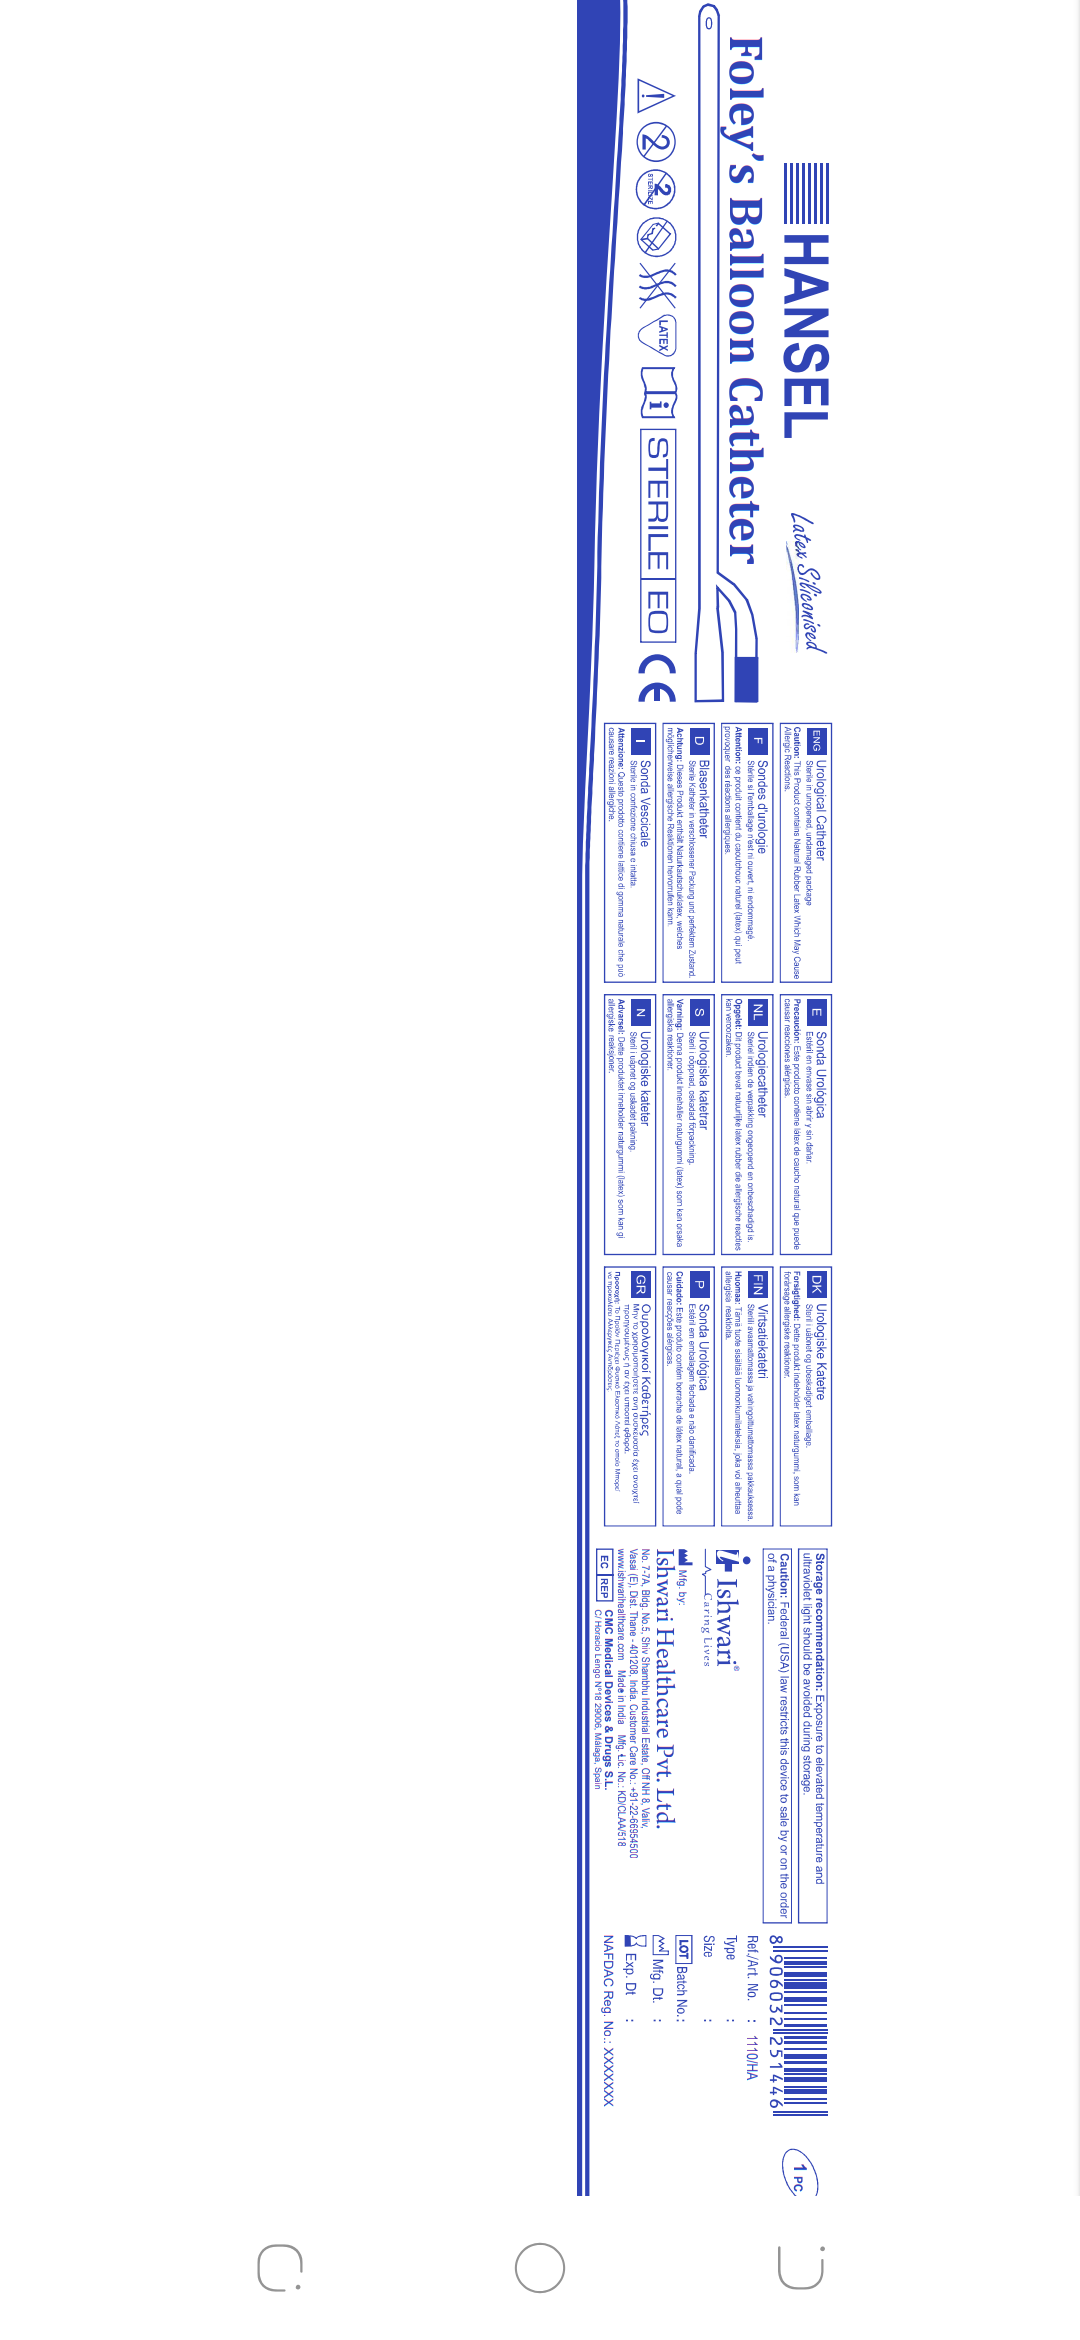 HANSEL
Latex Siliconised
Foley's Balloon Catheter
2
2
STERILIZE
LATEX
i
STERILE EO
CE
ENG Urological Catheter
Sterile in unopened, undamaged package
Caution: This Product contains Natural Rubber Latex Which May Cause
Allergic Reactions.
F Sondes d'urologie
Stérile si l'emballage n'est ni ouvert, ni endommagé.
Attention: ce produit contient du caoutchouc naturel (latex) qui peut
provoquer des réactions allergiques.
D Blasenkatheter
Sterile Katheter in verschlossener Packung und perfektem Zustand.
Achtung: Dieses Produkt enthält Naturkautschuklatex, welches
möglicherweise allergische Reaktionen hervorrufen kann.
I Sonda Vescicale
Sterile in confezione chiusa e intatta.
Attenzione: Questo prodotto contiene lattice di gomma naturale che può
causare reazioni allergiche.
E Sonda Urológica
Estéril en envase sin abrir y sin dañar.
Precaución: Este producto contiene látex de caucho natural que puede
causar reacciones alérgicas.
NL Urologiecatheter
Steriel indien de verpakking ongeopend en onbeschadigd is.
Opgelet: Dit product bevat natuurlijke latex rubber die allergische reacties
kan veroorzaken.
S Urologiska katetrar
Steril i oöppnad, oskadad förpackning.
Varning: Denna produkt innehåller naturgummi (latex) som kan orsaka
allergiska reaktioner.
N Urologiske kateter
Steril i uåpnet og uskadet pakning.
Advarsel: Dette produktet inneholder naturgummi (latex) som kan gi
allergiske reaksjoner.
DK Urologiske Katetre
Steril i uåbnet og ubeskadiget emballage.
Forsigtighed: Dette produkt indeholder latex naturgummi, som kan
forårsage allergiske reaktioner.
FIN Virtsatiekatetri
Steriili avaamattomassa ja vahingoittumattomassa pakkauksessa.
Huomaa: Tämä tuote sisältää luonnonkumilateksia, joka voi aiheuttaa
allergisia reaktioita.
P Sonda Urológica
Estéril em embalagem fechada e não danificada.
Cuidado: Este produto contém borracha de látex natural, a qual pode
causar reacções alérgicas.
GR Ουρολογικοί Καθετήρες
Μην το χρησιμοποιήσετε ανη συσκευασία έχει ανοιχτεί
προηγουμένως ή αν έχει υποστεί φθορά.
Προσοχή: Το Προϊόν Περιέχει Φυσικό Ελαστικό Λάτεξ το οποίο Μπορεί
να προκαλέσει Αλλεργικές Αντιδράσεις
Storage recommendation: Exposure to elevated temperature and
ultraviolet light should be avoided during storage.
Caution: Federal (USA) law restricts this device to sale by or on the order
of a physician.
Ishwari®
Caring Lives
Mfg. by:
Ishwari Healthcare Pvt. Ltd.
No. 7-7A, Bldg. No.5, Shiv Shambhu Industrial Estate, Off NH 8, Valiv,
Vasai (E), Dist. Thane - 401208, India. Customer Care No.: +91-22-66954500
www.ishwarihealthcare.com Made in India Mfg. Lic. No.: KD/CLAA/518
EC REP CMC Medical Devices & Drugs S.L.
C/ Horacio Lengo Nº18 29006, Málaga, Spain
8 906032 251446
Ref./Art. No. : 1110/HA
Type :
Size :
LOT Batch No.:
Mfg. Dt. :
Exp. Dt :
NAFDAC Reg. No.: XXXXXXX
1 PC